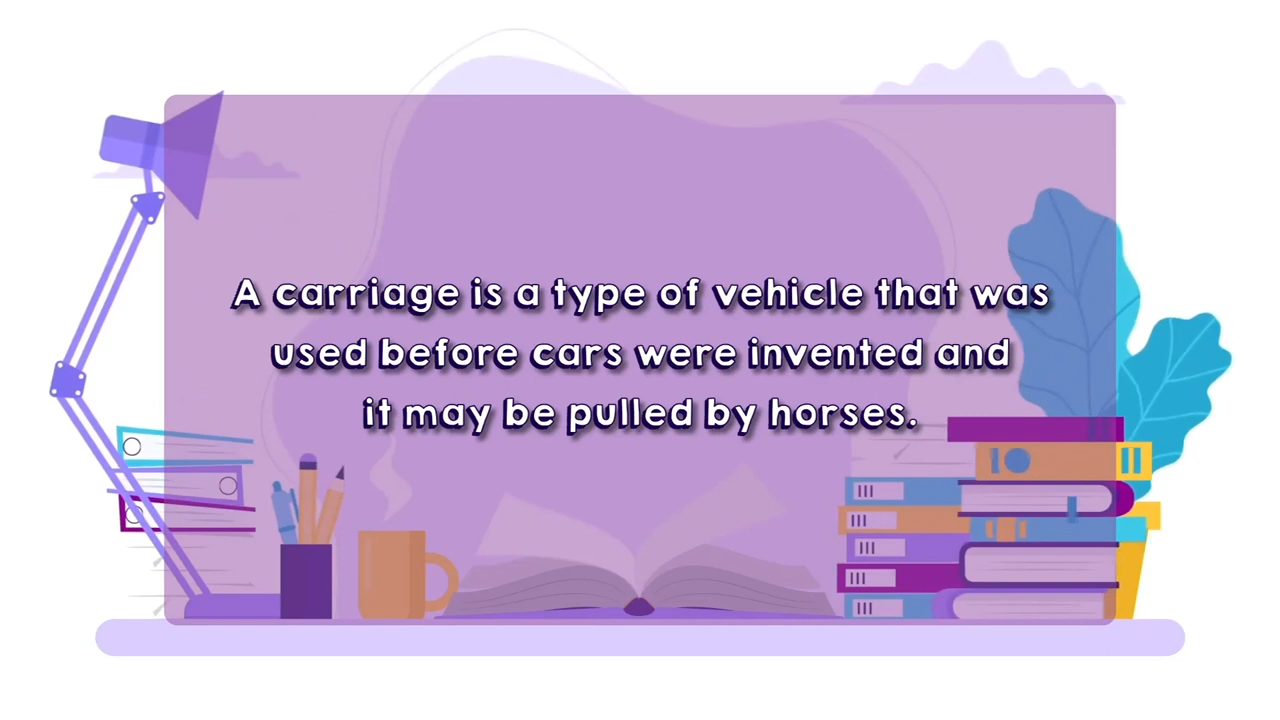 A carriage is a type of vehicle that was
used before cars were invented and
it may be pulled by horses.